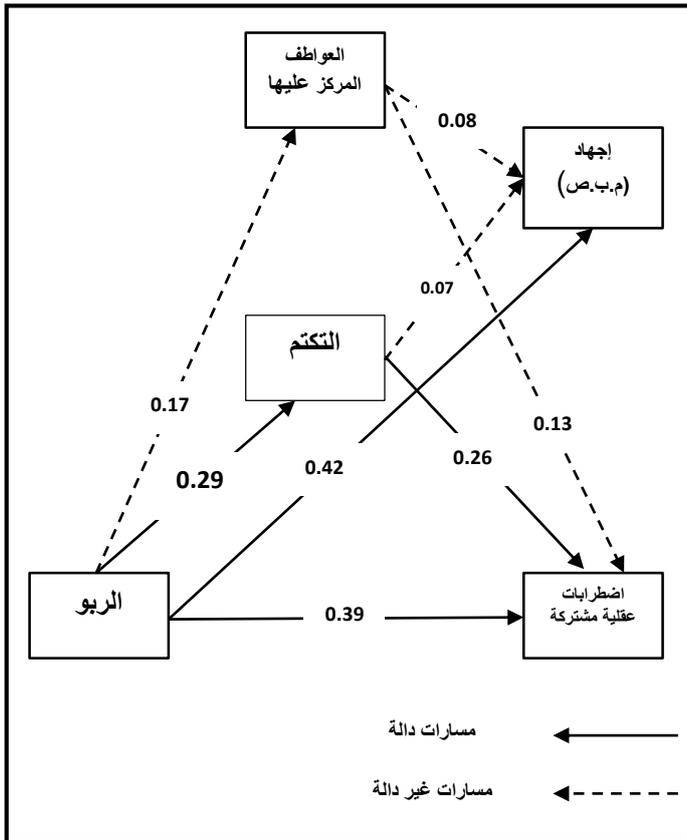 العواطف
المركز عليها
0.08
إجهاد
(م.ب.ص)
0.07
التكتم
0.17
0.13
0.29
0.42
0.26
الربو
0.39
اضطرابات
عقلية مشتركة
مسارات دالة
مسارات غير دالة